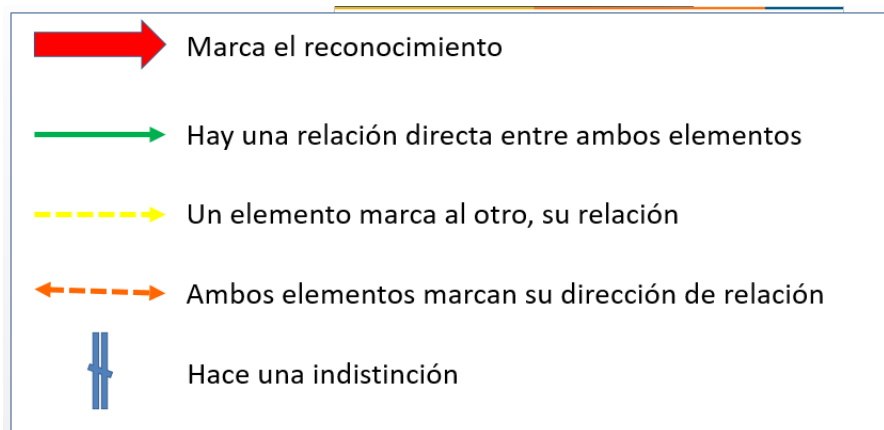 Marca el reconocimiento
Hay una relación directa entre ambos elementos
Un elemento marca al otro, su relación
Ambos elementos marcan su dirección de relación
Hace una indistinción